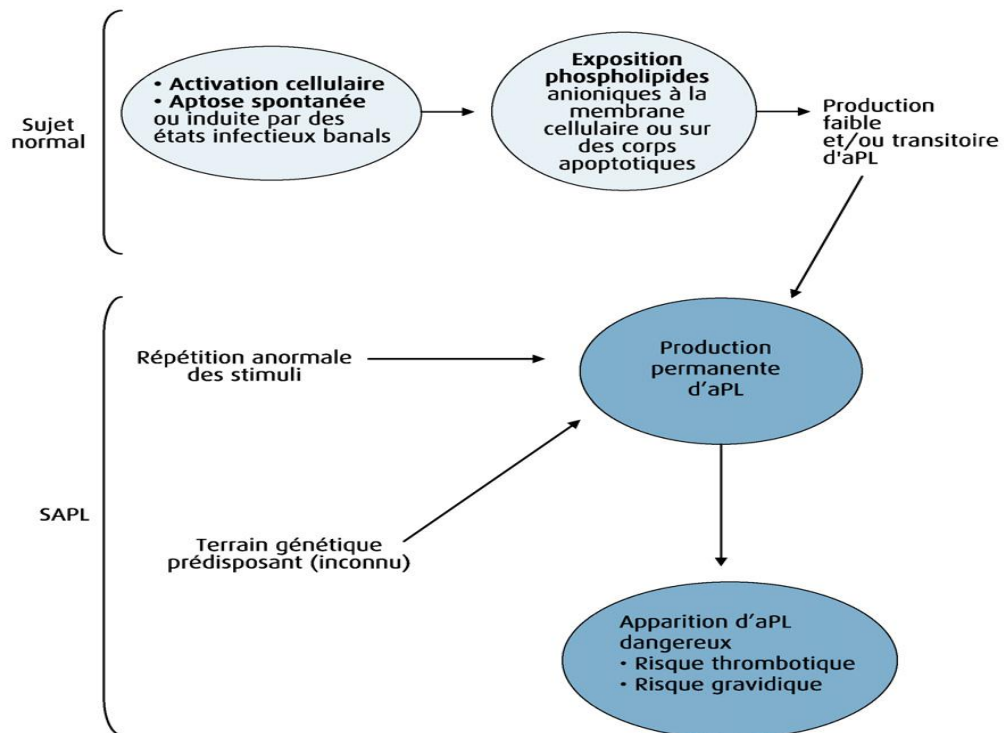 Sujet
normal
• Activation cellulaire
• Aptose spontanée
ou induite par des
états infectieux banals
Exposition
phospholipides
anioniques à la
membrane
cellulaire ou sur
des corps
apoptotiques
Production
faible
et/ou transitoire
d'aPL
SAPL
Répétition anormale
des stimuli
Production
permanente
d’aPL
Terrain génétique
prédisposant (inconnu)
Apparition d’aPL
dangereux
• Risque thrombotique
• Risque gravidique